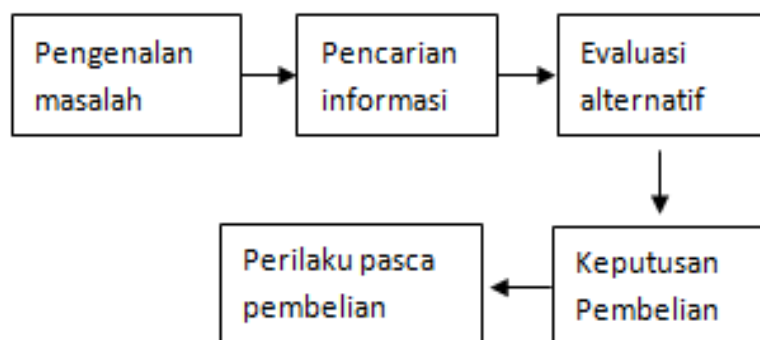 Pengenalan
masalah
Pencarian
informasi
Evaluasi
alternatif
Keputusan
Pembelian
Perilaku pasca
pembelian